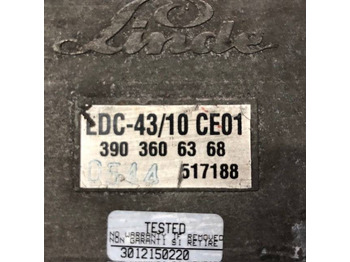 Linde
EDC-43/10 CE01
390 360 63 68
0514 517188
TESTED
NO WARRANTY IF REMOVED
NON GARANTI SI RETIRE
3012150220